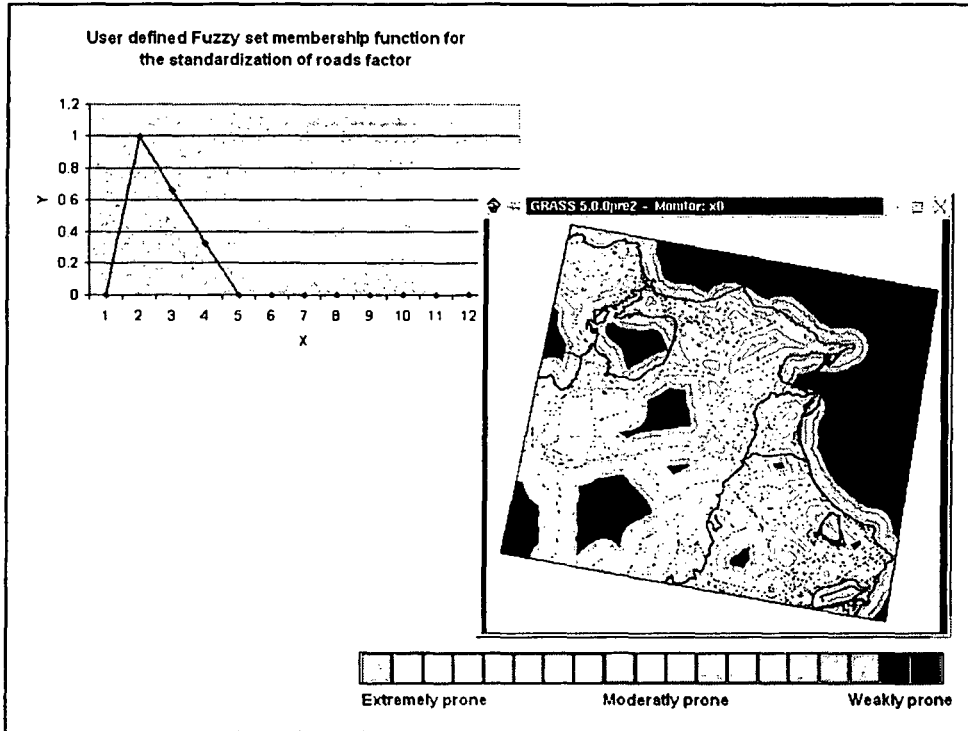 User defined Fuzzy set membership function for
the standardization of roads factor
1.2
1
0.8
0.6
0.4
0.2
0
Y
1 2 3 4 5 6 7 8 9 10 11 12
X
GRASS 5.0.0pre2 - Monitor: x0
Extremely prone Moderatly prone Weakly prone